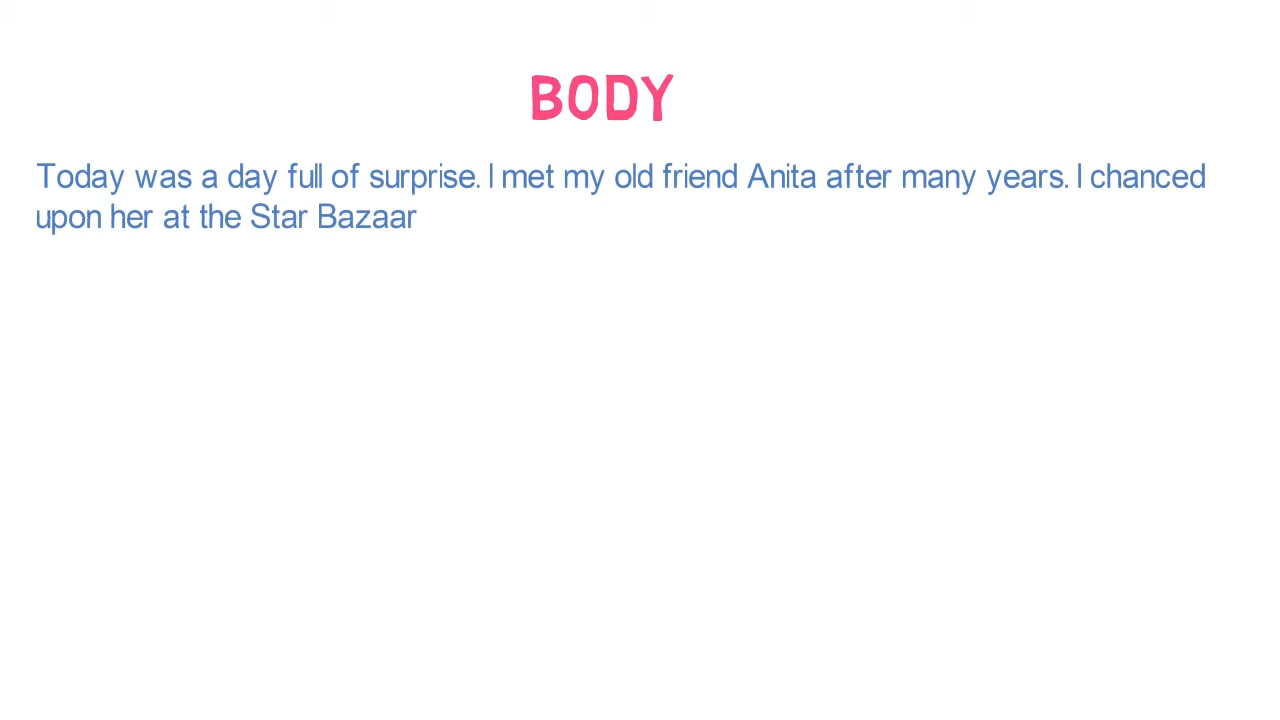 BODY
Today was a day full of surprise. I met my old friend Anita after many years. I chanced
upon her at the Star Bazaar